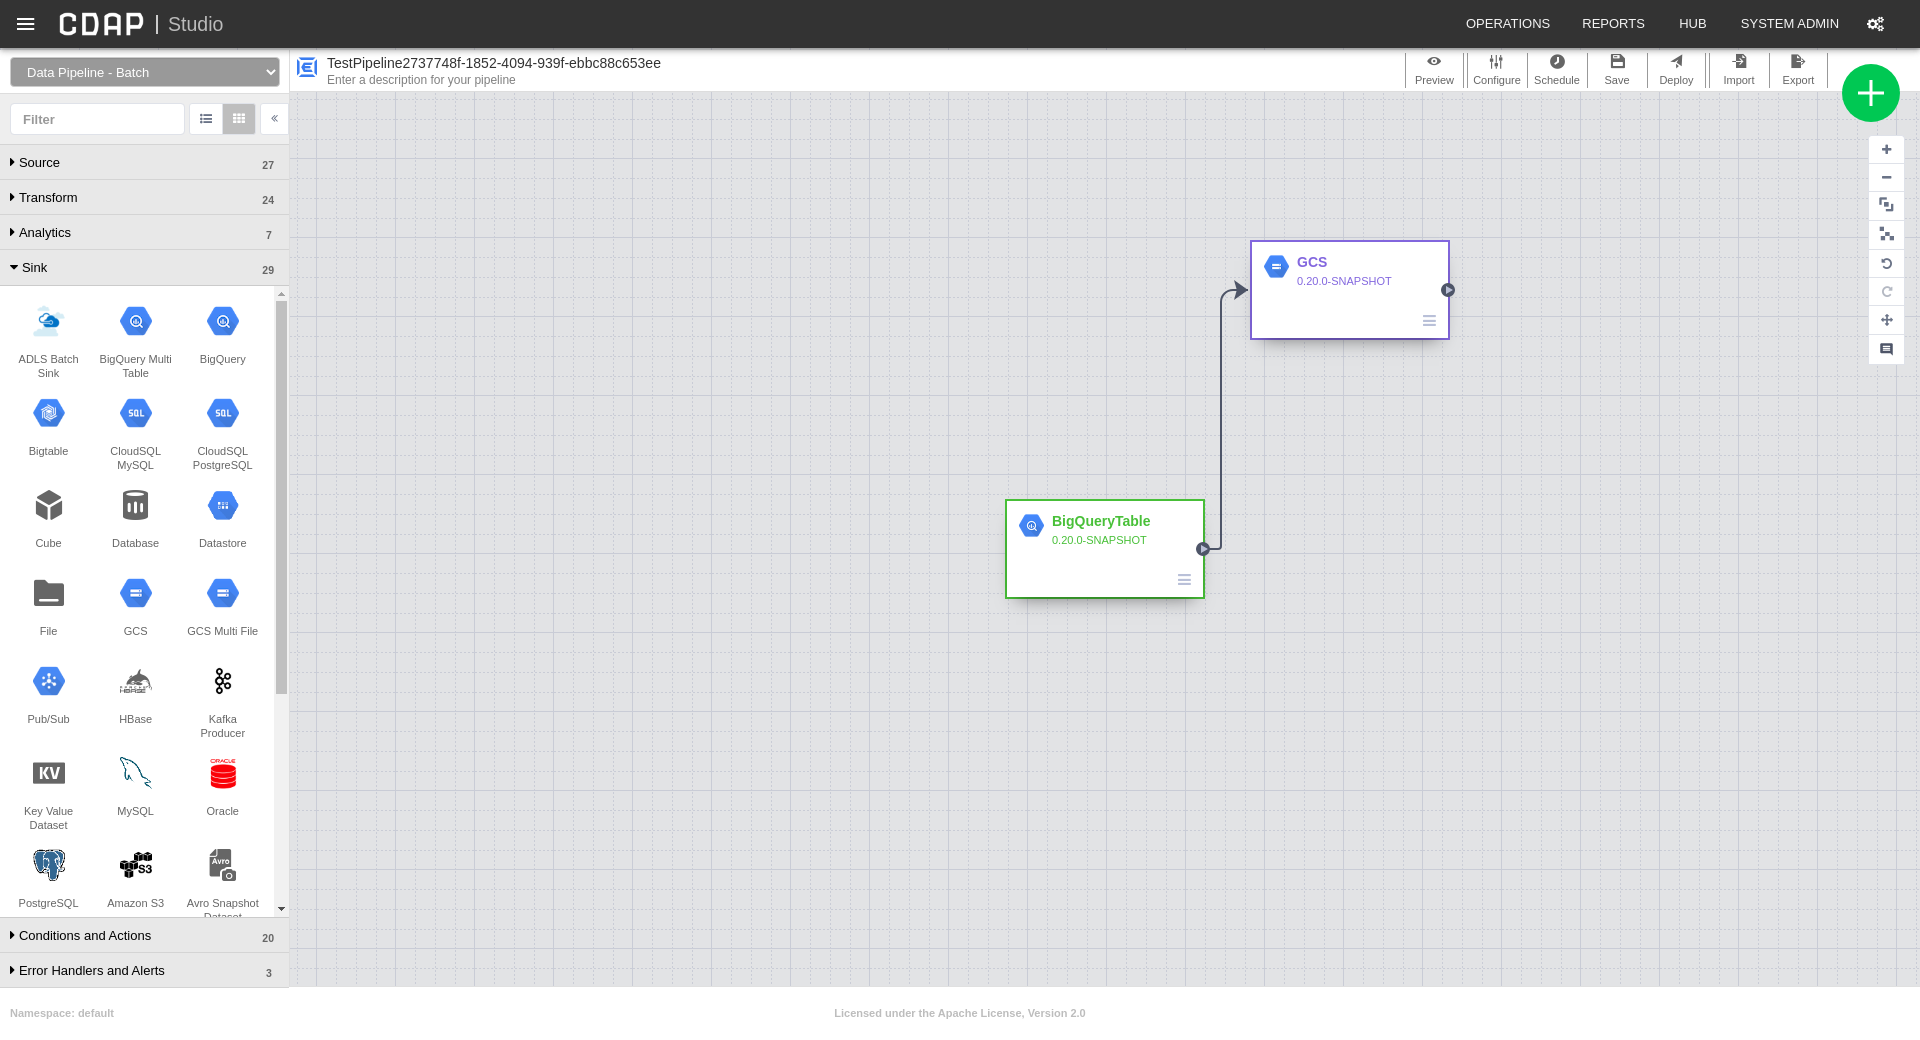 CDAP | Studio
OPERATIONS
REPORTS
HUB
SYSTEM ADMIN
Data Pipeline - Batch
TestPipeline2737748f-1852-4094-939f-ebbc88c653ee
Enter a description for your pipeline
Preview
Configure
Schedule
Save
Deploy
Import
Export
Filter
Source 27
Transform 24
Analytics 7
Sink 29
ADLS Batch
Sink
BigQuery Multi
Table
BigQuery
Bigtable
SQL
CloudSQL
MySQL
SQL
CloudSQL
PostgreSQL
Cube
Database
Datastore
File
GCS
GCS Multi File
Pub/Sub
HBASE
HBase
Kafka
Producer
KV
Key Value
Dataset
MySQL
ORACLE
Oracle
PostgreSQL
S3
Amazon S3
Avro
Avro Snapshot
Dataset
Conditions and Actions 20
Error Handlers and Alerts 3
GCS
0.20.0-SNAPSHOT
BigQueryTable
0.20.0-SNAPSHOT
Namespace: default
Licensed under the Apache License, Version 2.0